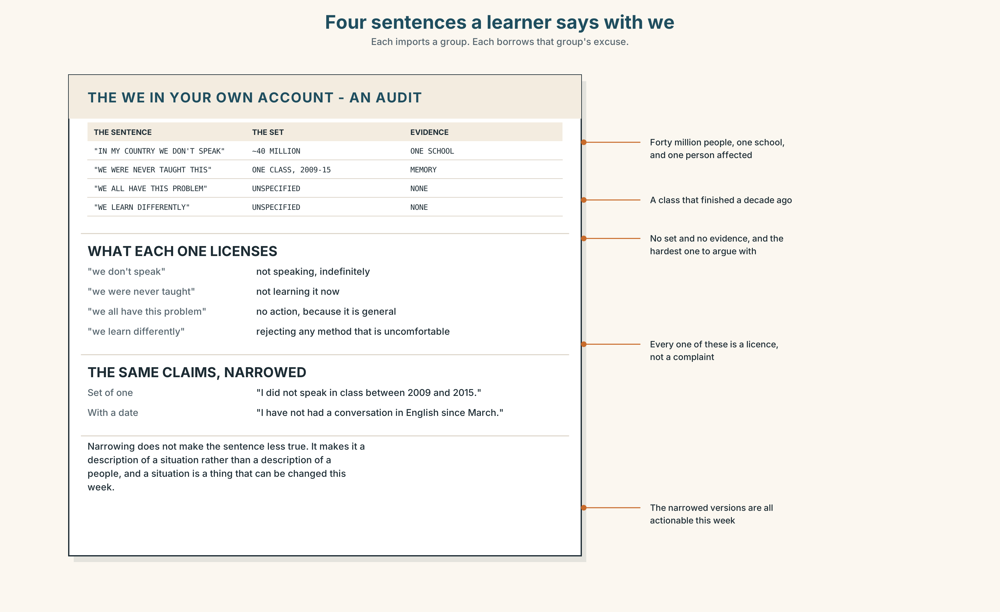 Four sentences a learner says with we
Each imports a group. Each borrows that group's excuse.
THE WE IN YOUR OWN ACCOUNT - AN AUDIT
THE SENTENCE THE SET EVIDENCE
"IN MY COUNTRY WE DON'T SPEAK" ~40 MILLION ONE SCHOOL
"WE WERE NEVER TAUGHT THIS" ONE CLASS, 2009-15 MEMORY
"WE ALL HAVE THIS PROBLEM" UNSPECIFIED NONE
"WE LEARN DIFFERENTLY" UNSPECIFIED NONE
WHAT EACH ONE LICENSES
"we don't speak" not speaking, indefinitely
"we were never taught" not learning it now
"we all have this problem" no action, because it is general
"we learn differently" rejecting any method that is uncomfortable
THE SAME CLAIMS, NARROWED
Set of one "I did not speak in class between 2009 and 2015."
With a date "I have not had a conversation in English since March."
Narrowing does not make the sentence less true. It makes it a
description of a situation rather than a description of a
people, and a situation is a thing that can be changed this
week.
Forty million people, one school,
and one person affected
A class that finished a decade ago
No set and no evidence, and the
hardest one to argue with
Every one of these is a licence,
not a complaint
The narrowed versions are all
actionable this week